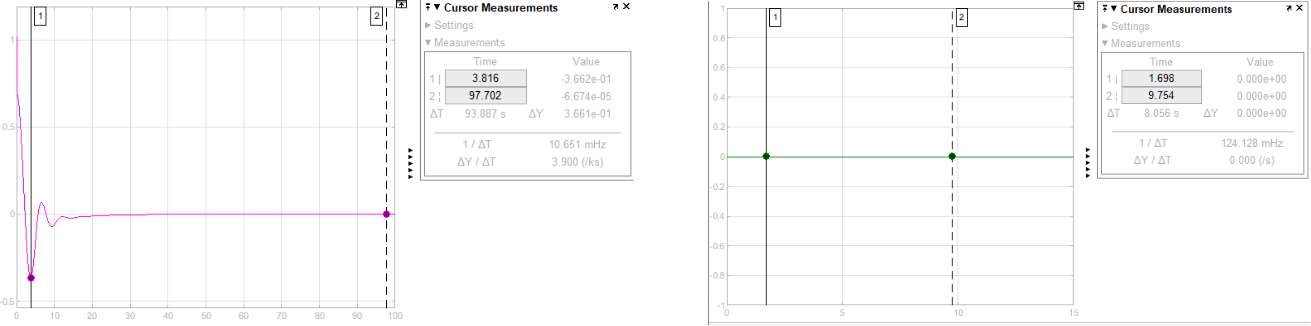 1
2
1
0.5
0
-0.5
0 10 20 30 40 50 60 70 80 90 100
Cursor Measurements
Settings
Measurements
Time Value
1 | 3.816 -3.662e-01
2 ¦ 97.702 -6.674e-05
ΔT 93.887 s ΔY 3.661e-01
1 / ΔT 10.651 mHz
ΔY / ΔT 3.900 (/ks)
1
2
1
0.8
0.6
0.4
0.2
0
-0.2
-0.4
-0.6
-0.8
-1
0 5 10 15
Cursor Measurements
Settings
Measurements
Time Value
1 | 1.698 0.000e+00
2 ¦ 9.754 0.000e+00
ΔT 8.056 s ΔY 0.000e+00
1 / ΔT 124.128 mHz
ΔY / ΔT 0.000 (/s)